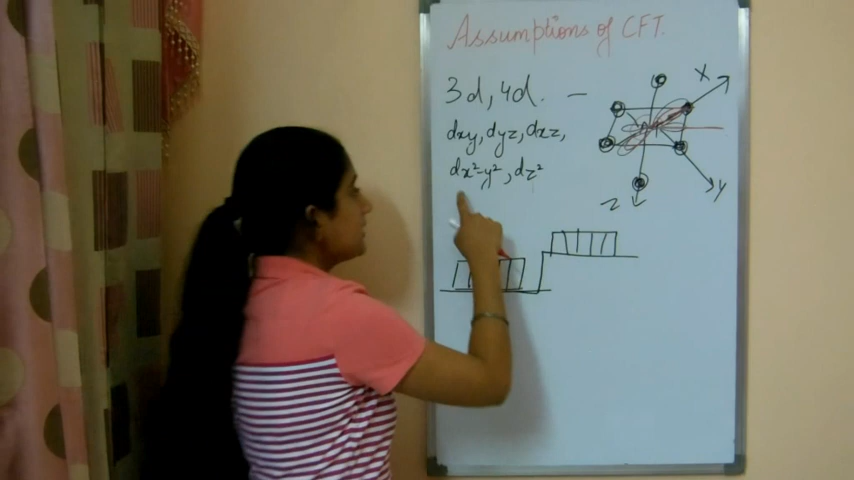 Assumptions of CFT.
3d, 4d. –
dxy, dyz, dxz,
dx²-y², dz²
X
Y
Z